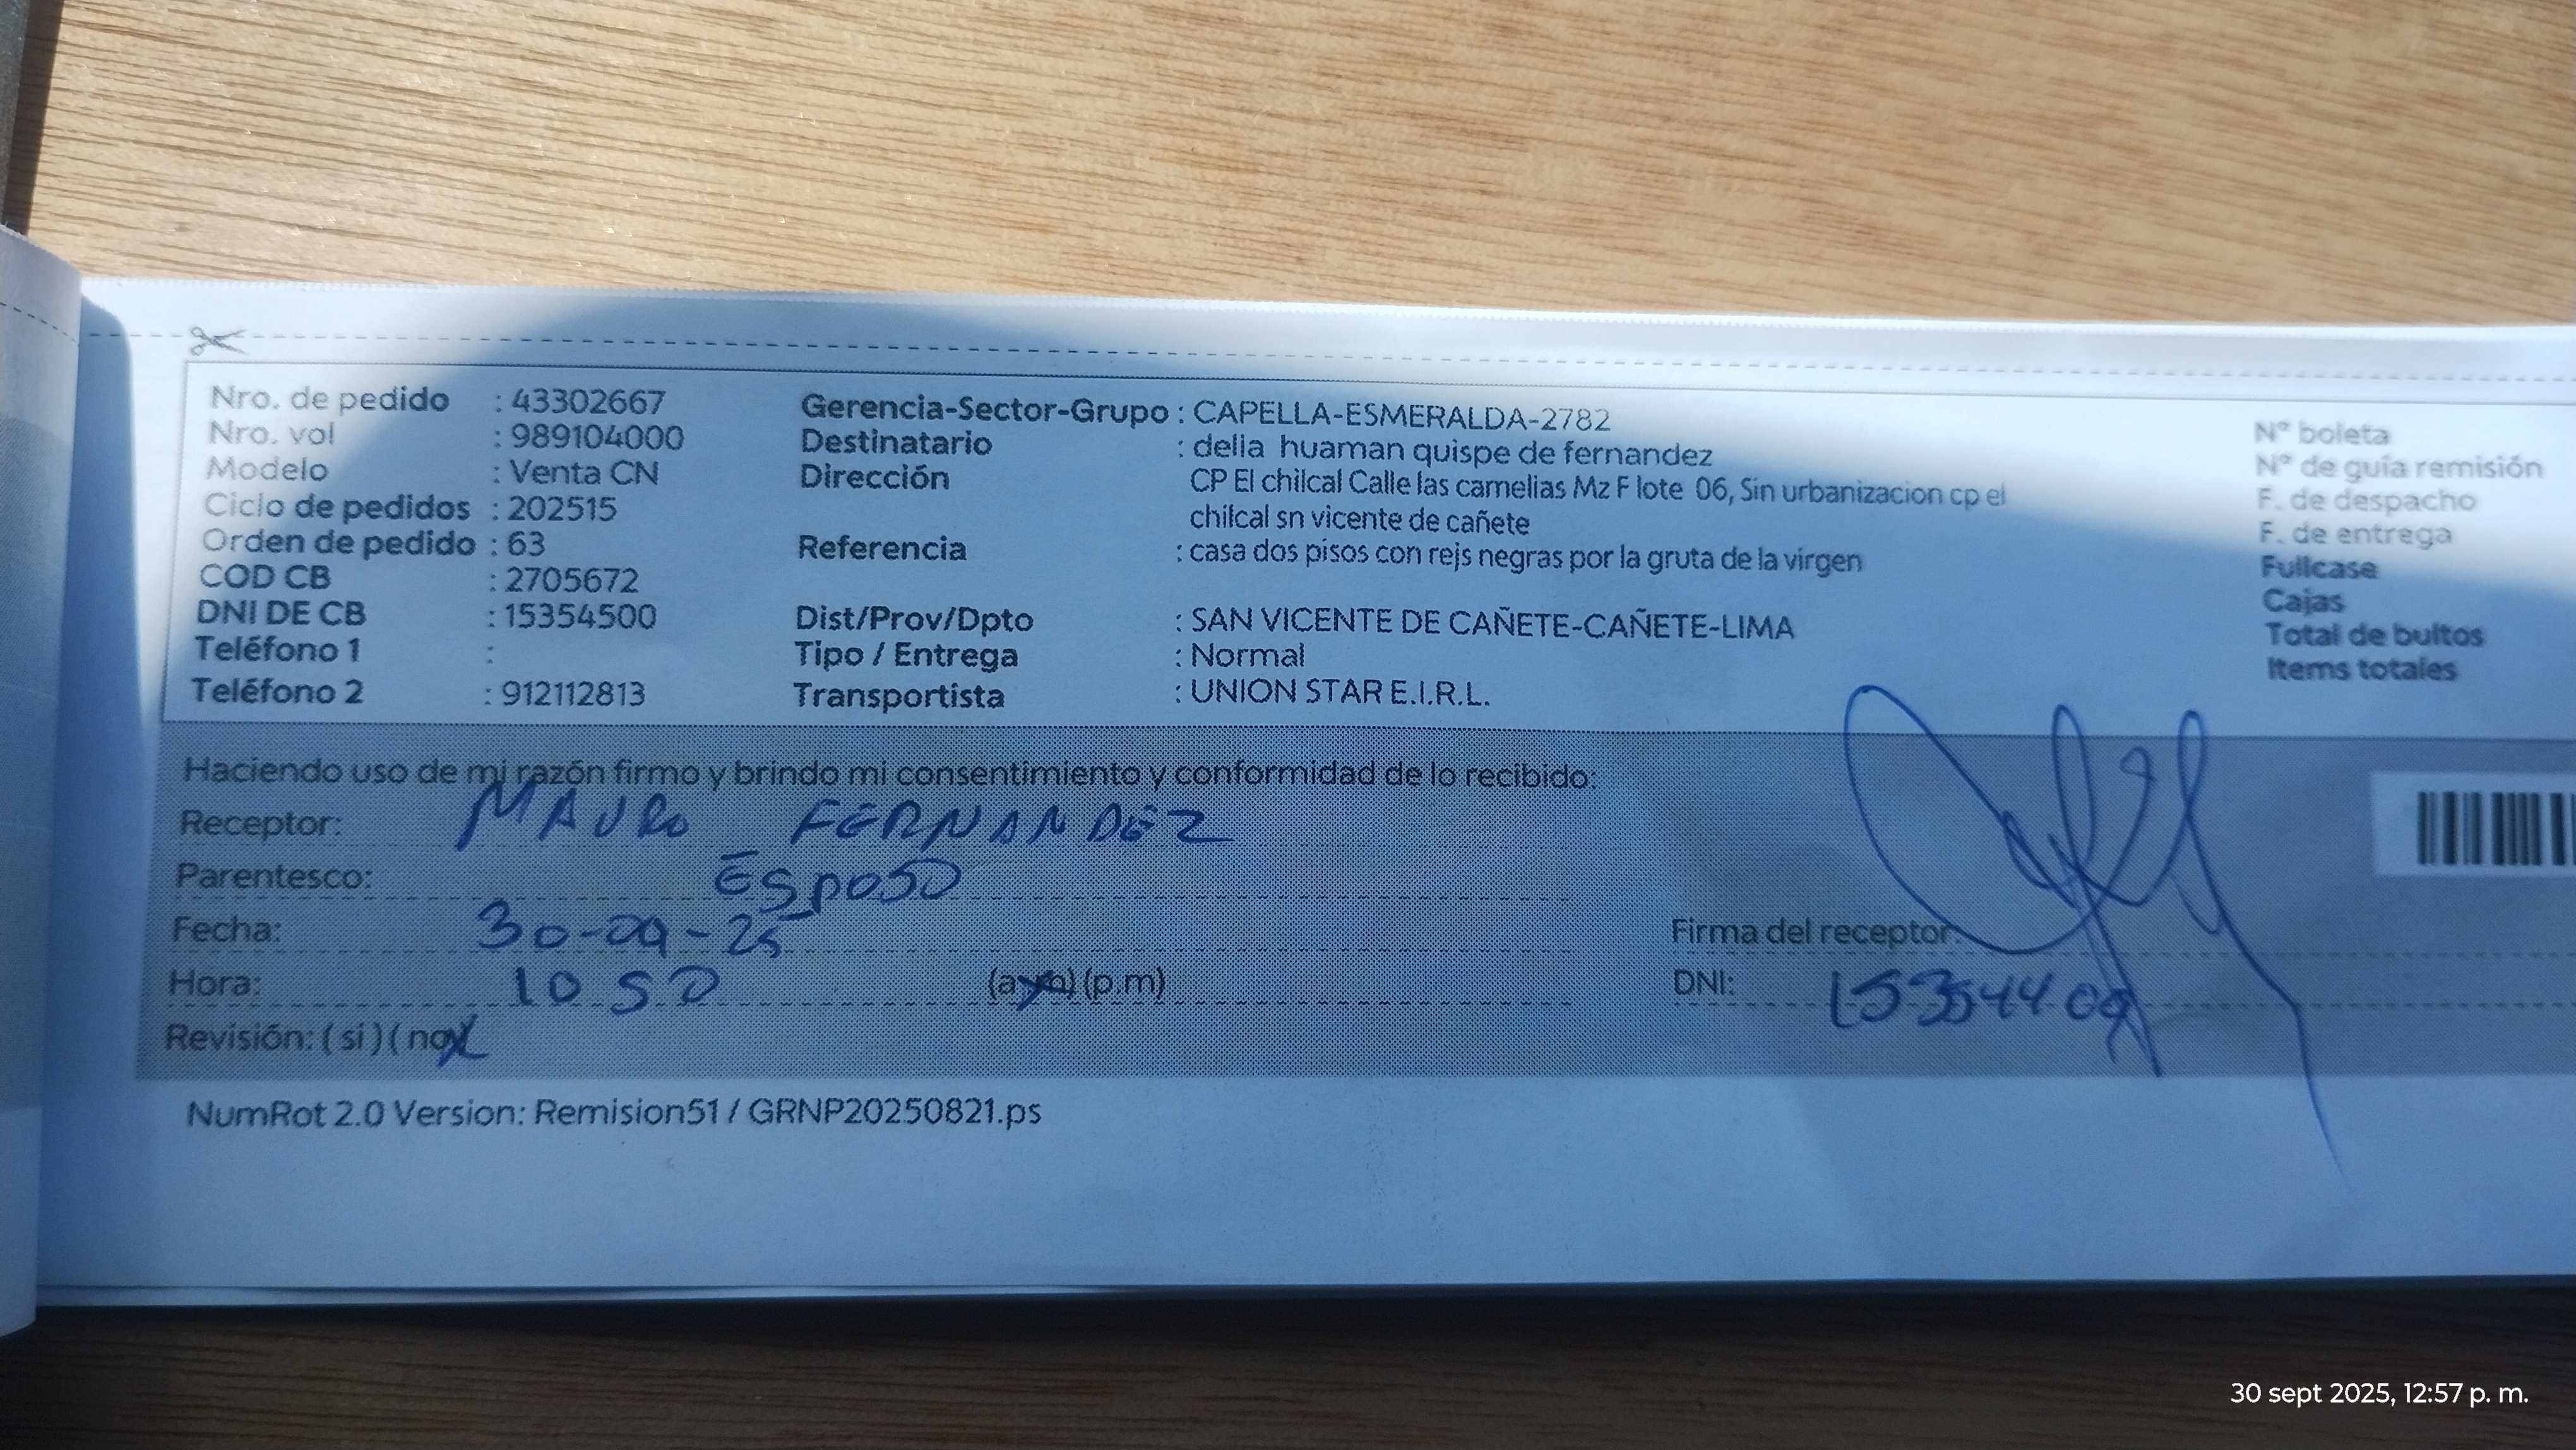 Nro. de pedido : 43302667
Nro. vol : 989104000
Modelo : Venta CN
Ciclo de pedidos : 202515
Orden de pedido : 63
COD CB : 2705672
DNI DE CB : 15354500
Teléfono 1 :
Teléfono 2 : 912112813
Gerencia-Sector-Grupo : CAPELLA-ESMERALDA-2782
Destinatario : delia huaman quispe de fernandez
Dirección CP El chilcal Calle las camelias Mz F lote 06, Sin urbanizacion cp el
chilcal sn vicente de cañete
Referencia : casa dos pisos con rejs negras por la gruta de la virgen
Dist/Prov/Dpto : SAN VICENTE DE CAÑETE-CAÑETE-LIMA
Tipo / Entrega : Normal
Transportista : UNION STAR E.I.R.L.
N° boleta
N° de guía remisión
F. de despacho
F. de entrega
Fullcase
Cajas
Total de bultos
Items totales
Haciendo uso de mi razón firmo y brindo mi consentimiento y conformidad de lo recibido:
Receptor: MAURO FERNANDEZ
Parentesco: ESPOSO
Fecha: 30-09-25
Hora: 10 50 (a.m) (p.m)
Revisión: ( si ) ( no )
Firma del receptor:
DNI:
NumRot 2.0 Version: Remision51 / GRNP20250821.ps
30 sept 2025, 12:57 p. m.